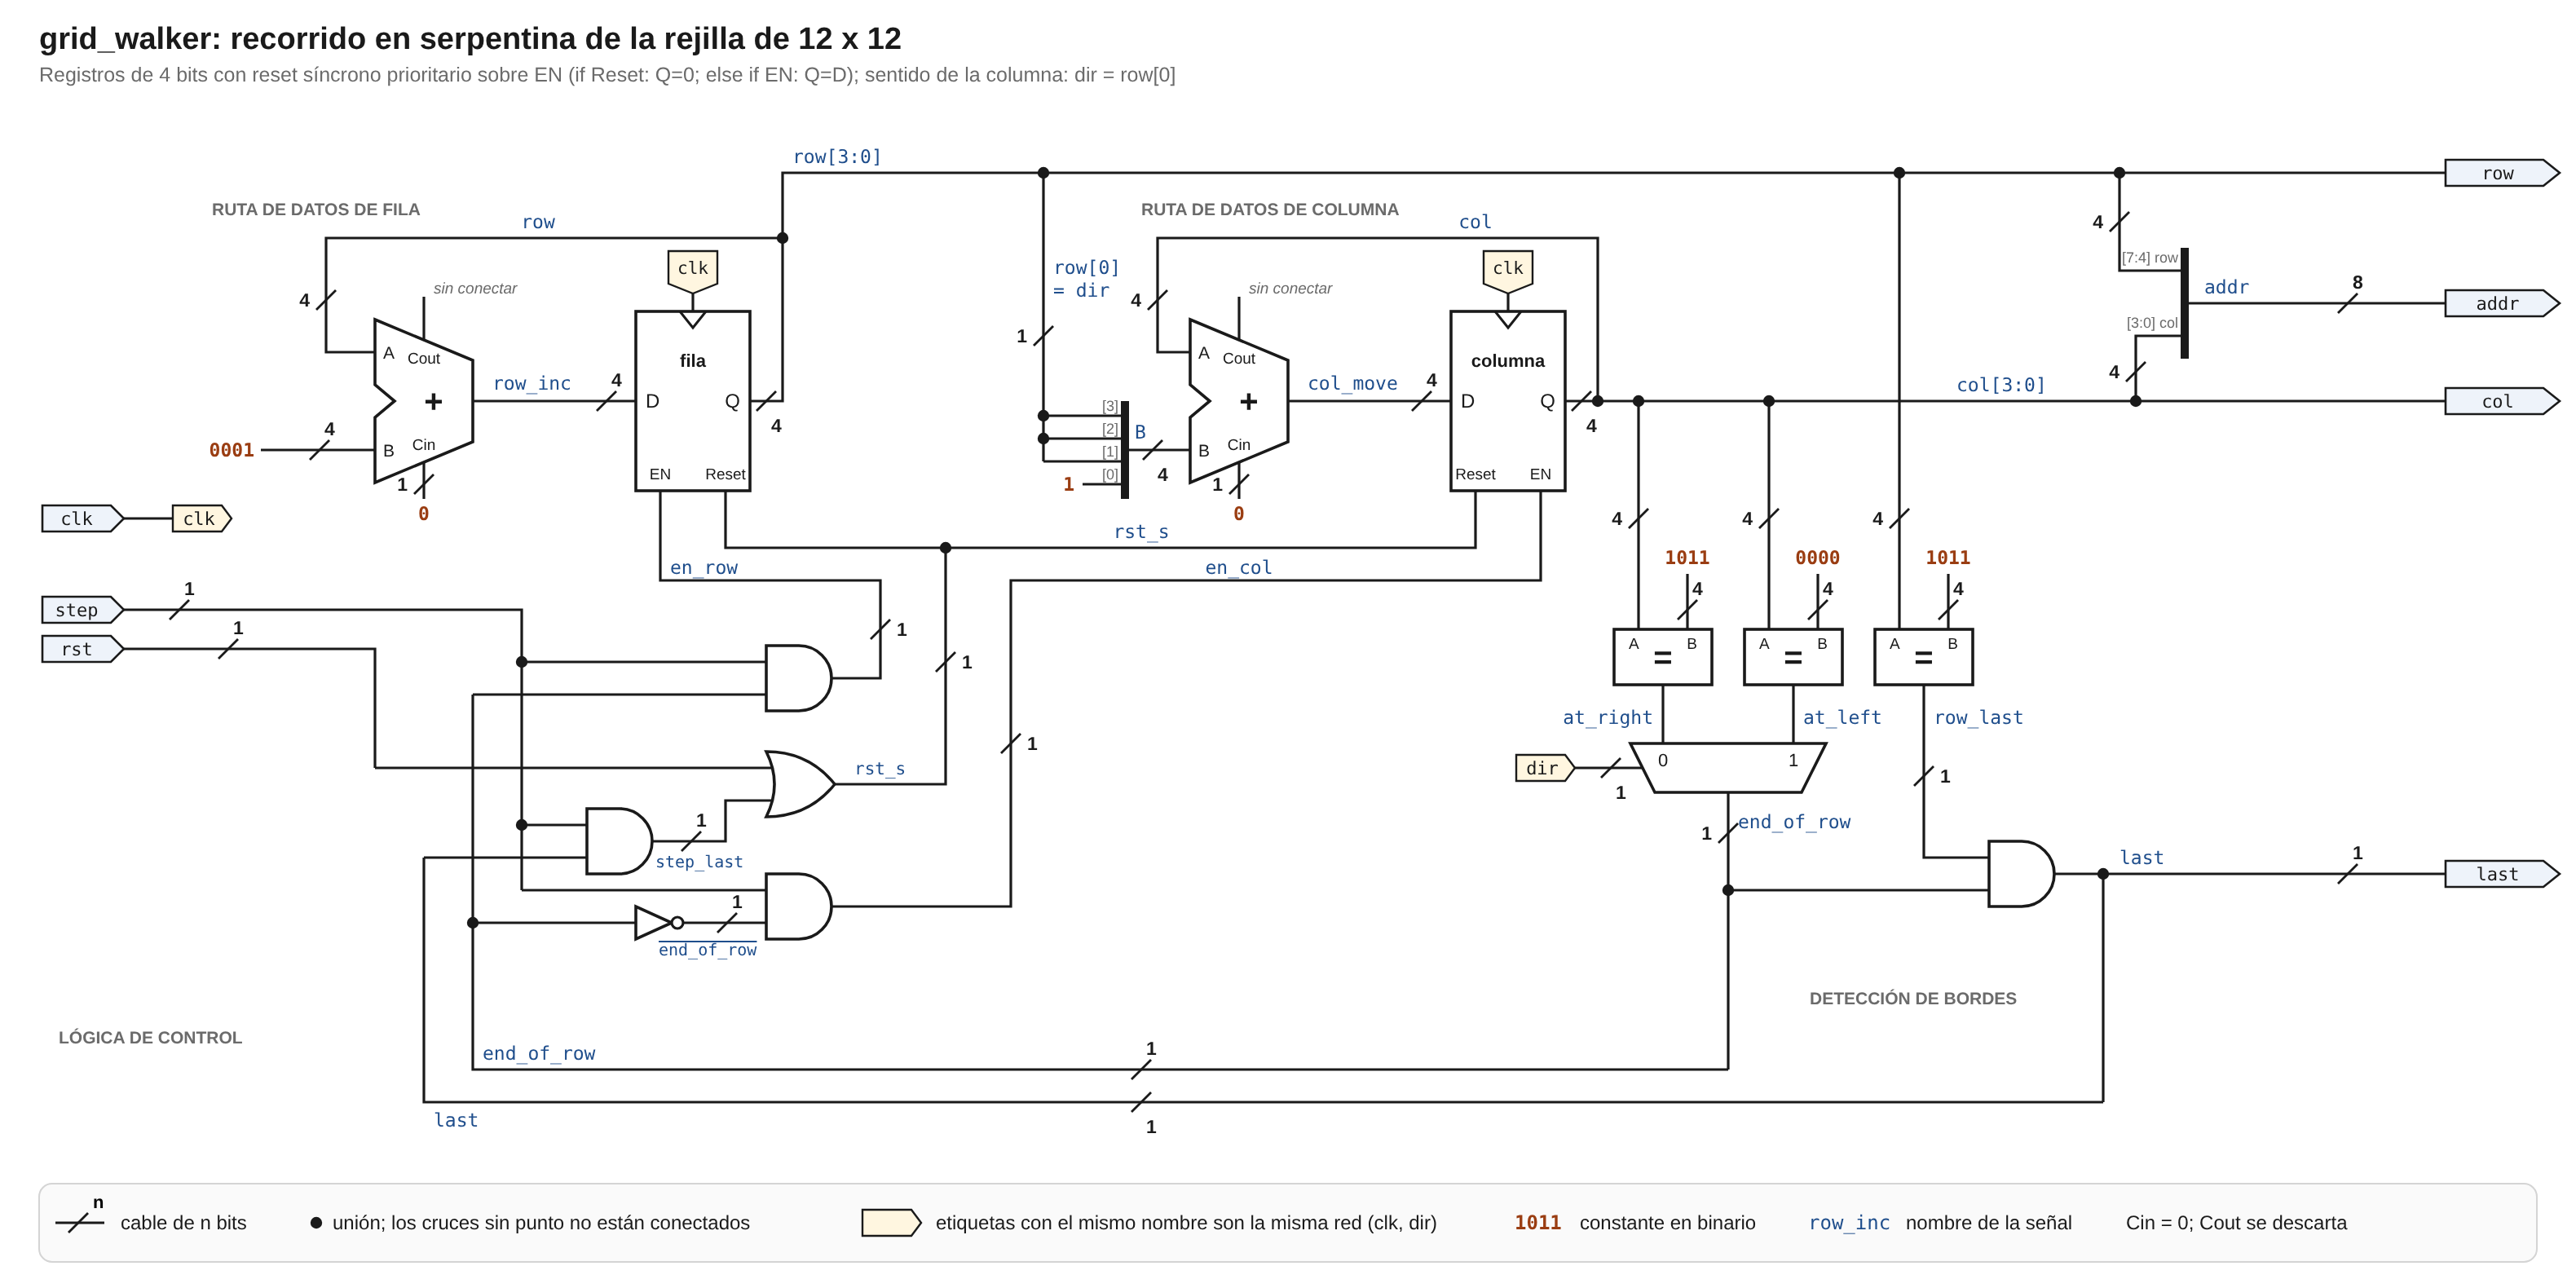 grid_walker: recorrido en serpentina de la rejilla de 12 x 12
Registros de 4 bits con reset síncrono prioritario sobre EN (if Reset: Q=0; else if EN: Q=D); sentido de la columna: dir = row[0]
row[3:0]
row
RUTA DE DATOS DE FILA
row
4
sin conectar
clk
A
Cout
+
B
Cin
0001
4
1
0
row_inc
4
fila
D
Q
4
EN
Reset
row[0]
= dir
1
[3]
[2]
[1]
[0]
1
B
4
RUTA DE DATOS DE COLUMNA
col
4
sin conectar
clk
A
Cout
+
B
Cin
1
0
col_move
4
columna
D
Q
4
Reset
EN
4
[7:4] row
[3:0] col
4
addr
8
addr
col[3:0]
col
clk
clk
rst_s
en_row
en_col
step
1
rst
1
1
1
1
rst_s
1
step_last
1
end_of_row
4
4
4
1011
0000
1011
4
4
4
A
B
=
A
B
=
A
B
=
at_right
at_left
row_last
dir
1
0
1
1
1
end_of_row
last
1
last
DETECCIÓN DE BORDES
LÓGICA DE CONTROL
end_of_row
1
last
1
n
cable de n bits
unión; los cruces sin punto no están conectados
etiquetas con el mismo nombre son la misma red (clk, dir)
1011 constante en binario
row_inc nombre de la señal
Cin = 0; Cout se descarta